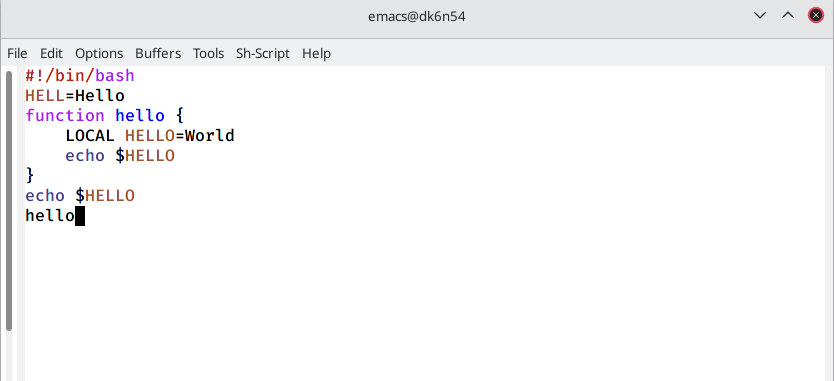 emacs@dk6n54
File Edit Options Buffers Tools Sh-Script Help
#!/bin/bash
HELL=Hello
function hello {
    LOCAL HELLO=World
    echo $HELLO
}
echo $HELLO
hello